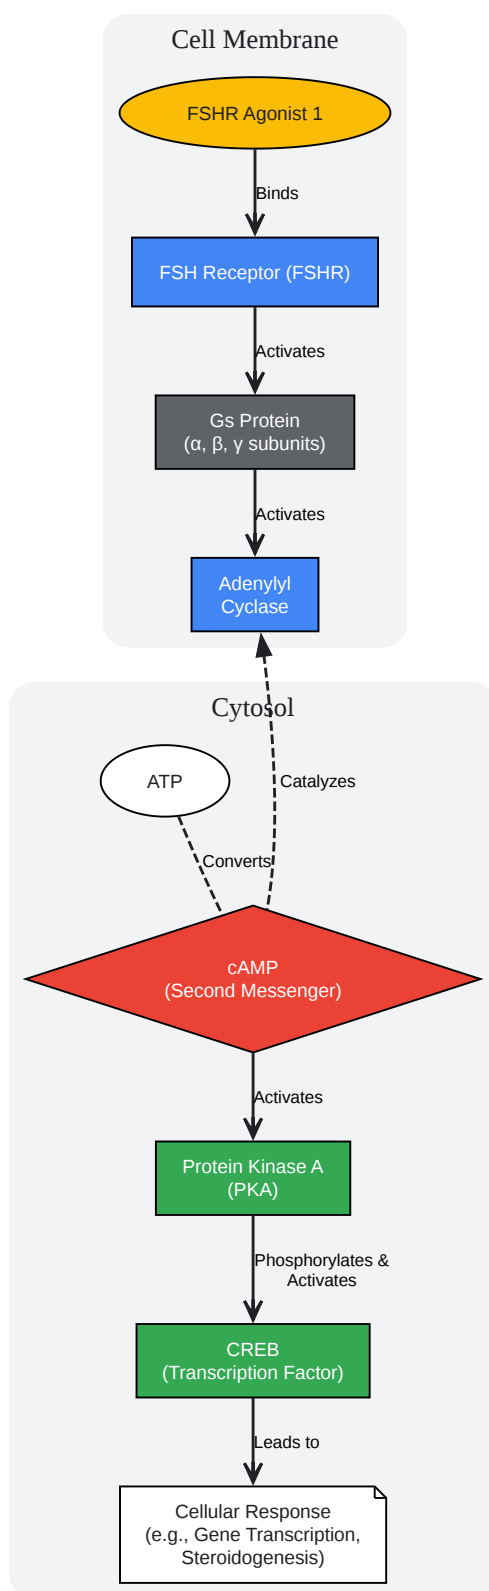 Cell Membrane
FSHR Agonist 1
Binds
FSH Receptor (FSHR)
Activates
Gs Protein
(α, β, γ subunits)
Activates
Adenylyl
Cyclase
Cytosol
ATP
Catalyzes
Converts
cAMP
(Second Messenger)
Activates
Protein Kinase A
(PKA)
Phosphorylates &
Activates
CREB
(Transcription Factor)
Leads to
Cellular Response
(e.g., Gene Transcription,
Steroidogenesis)